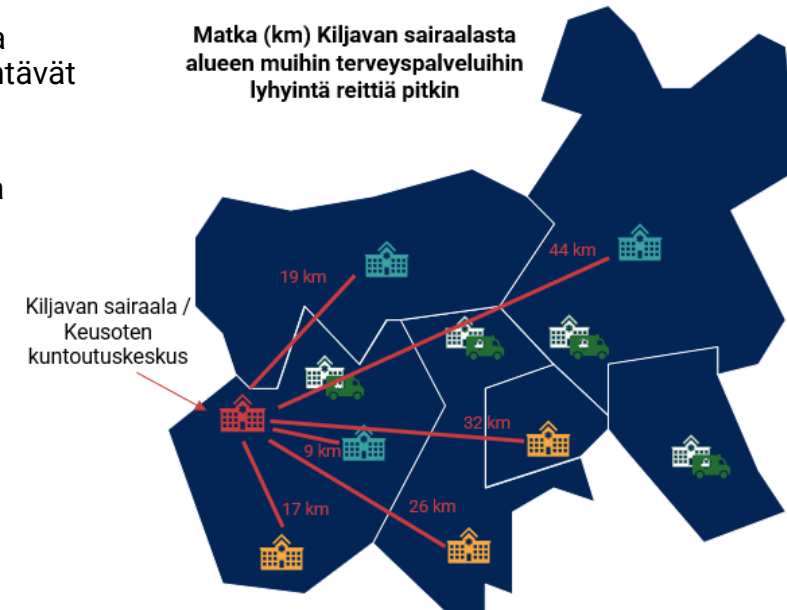 a
ntävät
a
Matka (km) Kiljavan sairaalasta
alueen muihin terveyspalveluihin
lyhyintä reittiä pitkin
44 km
19 km
Kiljavan sairaala /
Keusoten
kuntoutuskeskus
32 km
9 km
17 km
26 km